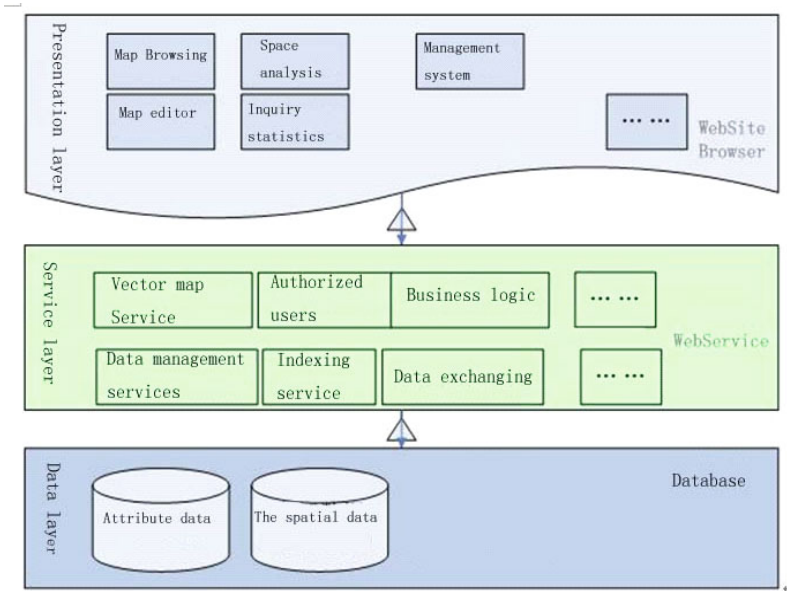 Presentation layer
Map Browsing
Space
analysis
Management
system
Map editor
Inquiry
statistics
... ...
WebSite
Browser
Service layer
Vector map
Service
Authorized
users
Business logic
... ...
WebService
Data management
services
Indexing
service
Data exchanging
... ...
Data layer
Attribute data
The spatial data
Database